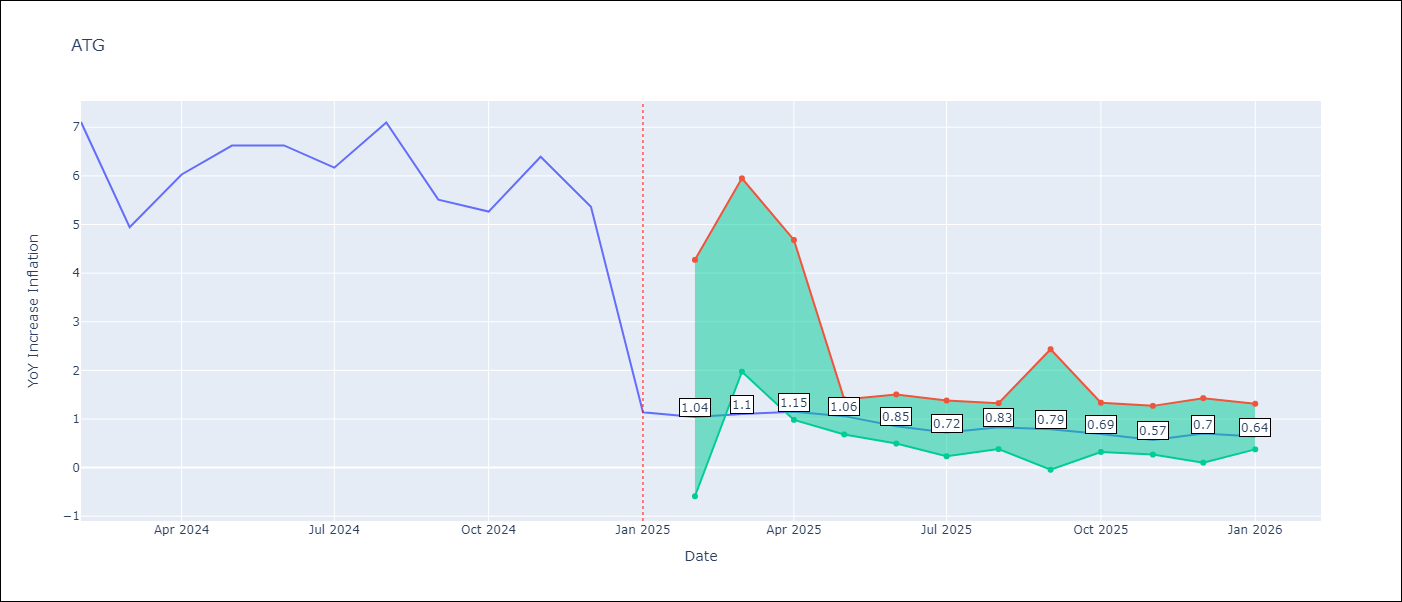 ATG
YoY Increase Inflation
7
6
5
4
3
2
1
0
−1
1.04
1.1
1.15
1.06
0.85
0.72
0.83
0.79
0.69
0.57
0.7
0.64
Apr 2024
Jul 2024
Oct 2024
Jan 2025
Apr 2025
Jul 2025
Oct 2025
Jan 2026
Date